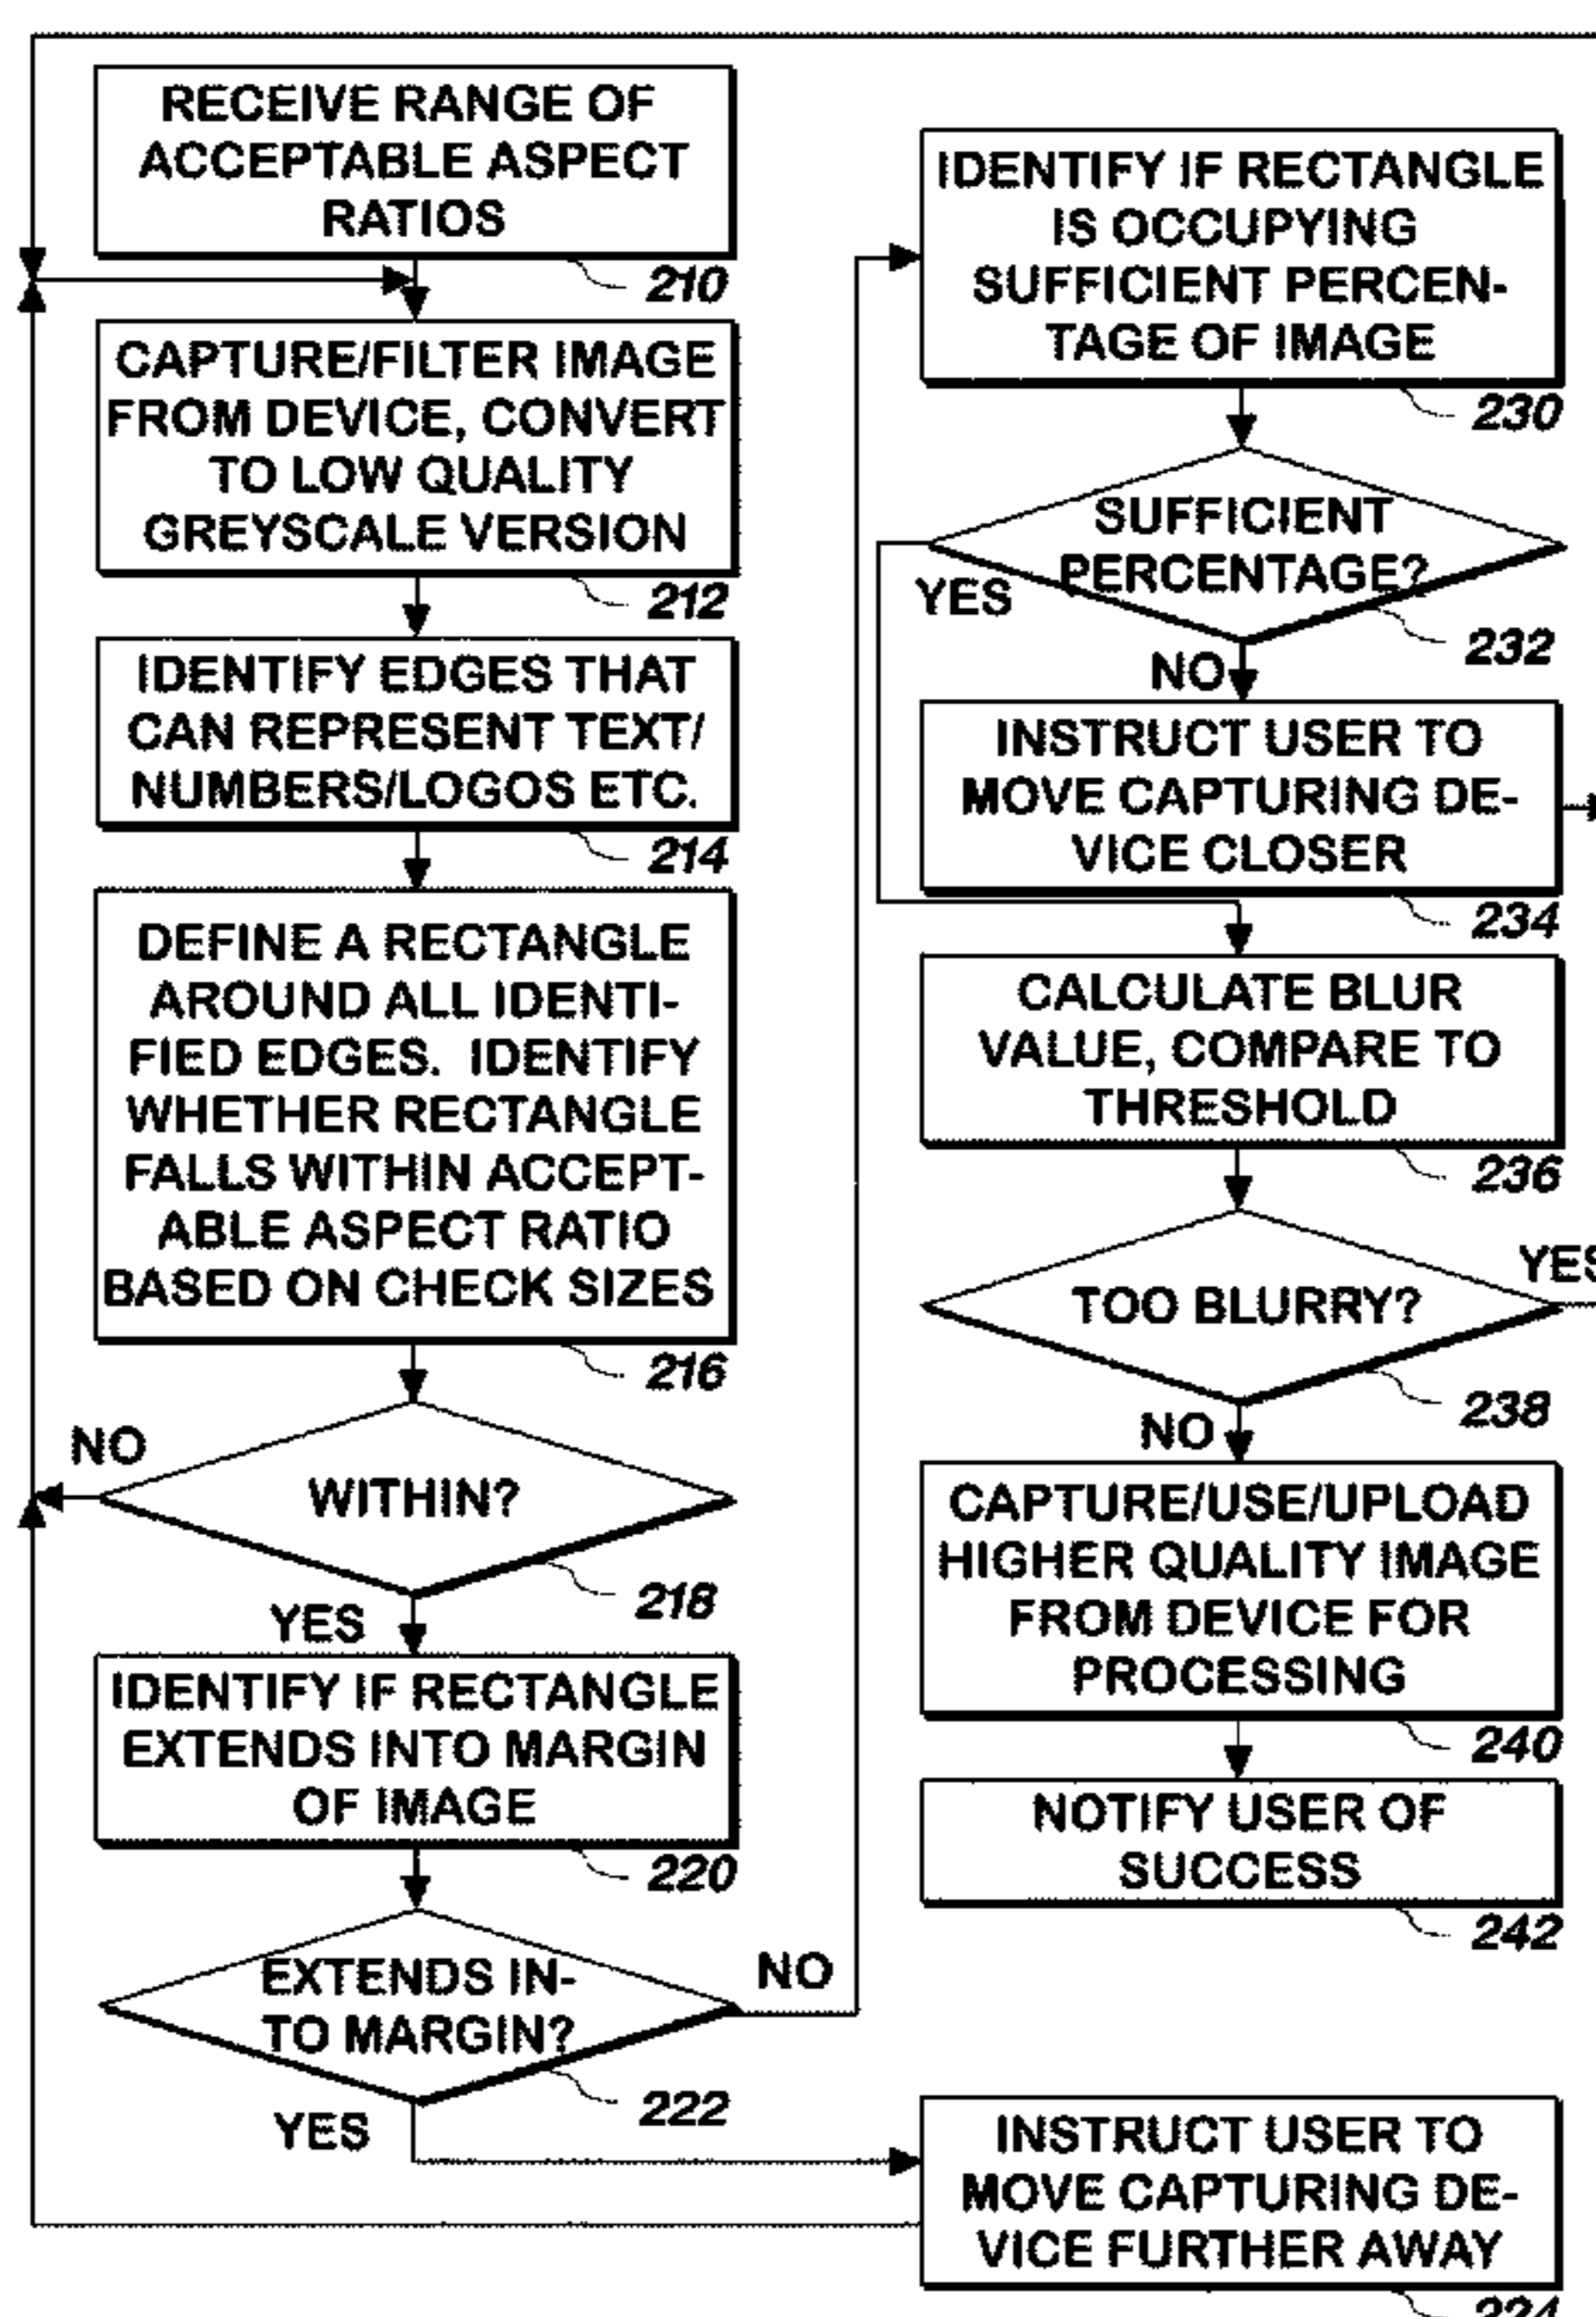 RECEIVE RANGE OF
ACCEPTABLE ASPECT
RATIOS
210
CAPTURE/FILTER IMAGE
FROM DEVICE, CONVERT
TO LOW QUALITY
GREYSCALE VERSION
212
IDENTIFY EDGES THAT
CAN REPRESENT TEXT/
NUMBERS/LOGOS ETC.
214
DEFINE A RECTANGLE
AROUND ALL IDENTI-
FIED EDGES. IDENTIFY
WHETHER RECTANGLE
FALLS WITHIN ACCEPT-
ABLE ASPECT RATIO
BASED ON CHECK SIZES
216
NO
WITHIN?
218
YES
IDENTIFY IF RECTANGLE
EXTENDS INTO MARGIN
OF IMAGE
220
EXTENDS IN-
TO MARGIN?
NO
222
YES
IDENTIFY IF RECTANGLE
IS OCCUPYING
SUFFICIENT PERCEN-
TAGE OF IMAGE
230
SUFFICIENT
PERCENTAGE?
YES
232
NO
INSTRUCT USER TO
MOVE CAPTURING DE-
VICE CLOSER
234
CALCULATE BLUR
VALUE, COMPARE TO
THRESHOLD
236
YES
TOO BLURRY?
238
NO
CAPTURE/USE/UPLOAD
HIGHER QUALITY IMAGE
FROM DEVICE FOR
PROCESSING
240
NOTIFY USER OF
SUCCESS
242
INSTRUCT USER TO
MOVE CAPTURING DE-
VICE FURTHER AWAY